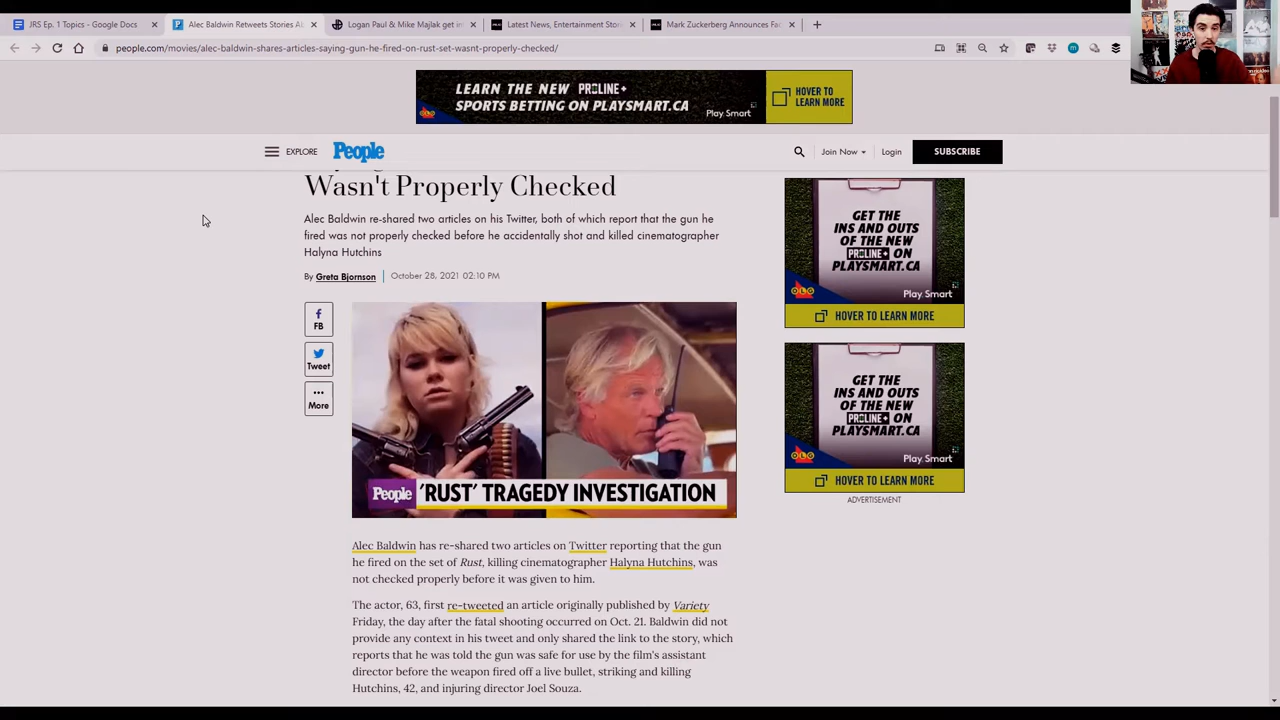 JRS Ep. 1 Topics - Google Docs
Alec Baldwin Retweets Stories Ab
Logan Paul & Mike Majlak get in
Latest News, Entertainment Stori
Mark Zuckerberg Announces Fac
people.com/movies/alec-baldwin-shares-articles-saying-gun-he-fired-on-rust-set-wasnt-properly-checked/
LEARN THE NEW PROLINE+
SPORTS BETTING ON PLAYSMART.CA
Play Smart
HOVER TO
LEARN MORE
EXPLORE
People
Join Now
Login
SUBSCRIBE
Wasn't Properly Checked
Alec Baldwin re-shared two articles on his Twitter, both of which report that the gun he
fired was not properly checked before he accidentally shot and killed cinematographer
Halyna Hutchins
By Greta Bjornson October 28, 2021 02:10 PM
FB
Tweet
More
People 'RUST' TRAGEDY INVESTIGATION
Alec Baldwin has re-shared two articles on Twitter reporting that the gun
he fired on the set of Rust, killing cinematographer Halyna Hutchins, was
not checked properly before it was given to him.
The actor, 63, first re-tweeted an article originally published by Variety
Friday, the day after the fatal shooting occurred on Oct. 21. Baldwin did not
provide any context in his tweet and only shared the link to the story, which
reports that he was told the gun was safe for use by the film's assistant
director before the weapon fired off a live bullet, striking and killing
Hutchins, 42, and injuring director Joel Souza.
GET THE
INS AND OUTS
OF THE NEW
PROLINE+ ON
PLAYSMART.CA
OLG
Play Smart
HOVER TO LEARN MORE
GET THE
INS AND OUTS
OF THE NEW
PROLINE+ ON
PLAYSMART.CA
OLG
Play Smart
HOVER TO LEARN MORE
ADVERTISEMENT